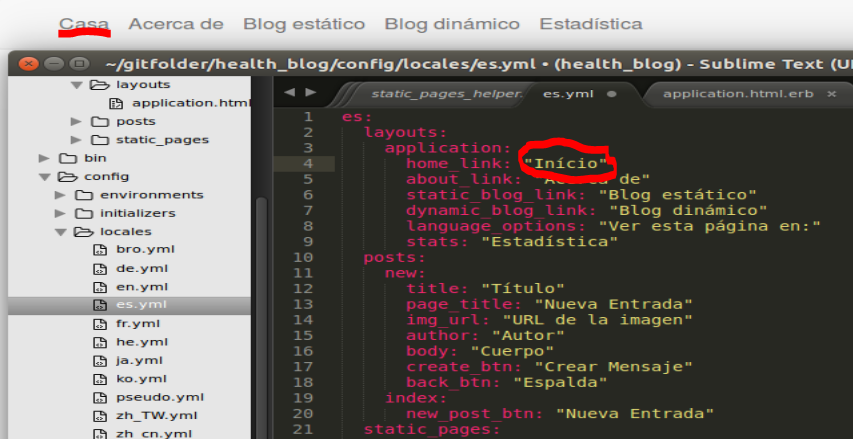 Casa Acerca de Blog estático Blog dinámico Estadística
~/gitfolder/health_blog/config/locales/es.yml • (health_blog) - Sublime Text (U
layouts
application.html
posts
static_pages
bin
config
environments
initializers
locales
bro.yml
de.yml
en.yml
es.yml
fr.yml
he.yml
ja.yml
ko.yml
pseudo.yml
zh_TW.yml
zh_cn.yml
static_pages_helper. es.yml application.html.erb ×
1 es:
2 layouts:
3 application:
4 home_link: "Início"
5 about_link: "Acerca de"
6 static_blog_link: "Blog estático"
7 dynamic_blog_link: "Blog dinámico"
8 language_options: "Ver esta página en:"
9 stats: "Estadística"
10 posts:
11 new:
12 title: "Título"
13 page_title: "Nueva Entrada"
14 img_url: "URL de la imagen"
15 author: "Autor"
16 body: "Cuerpo"
17 create_btn: "Crear Mensaje"
18 back_btn: "Espalda"
19 index:
20 new_post_btn: "Nueva Entrada"
21 static_pages: